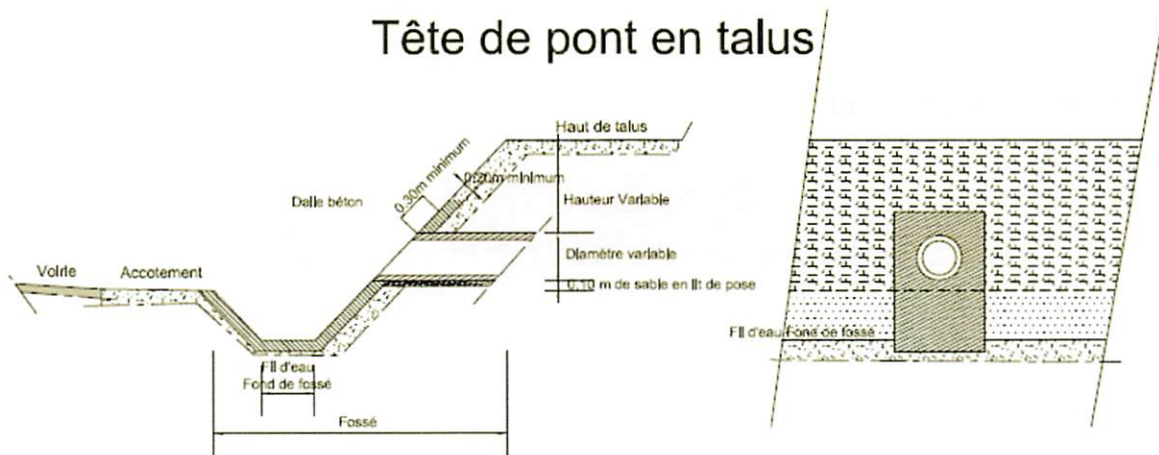 Tête de pont en talus
Haut de talus
0.30m minimum
0.20m minimum
Dalle béton
Hauteur Variable
Diamètre variable
Voirie
Accotement
0.10 m de sable en lit de pose
Fil d'eau
Fond de fossé
Fossé
Fil d'eau Fond de fossé